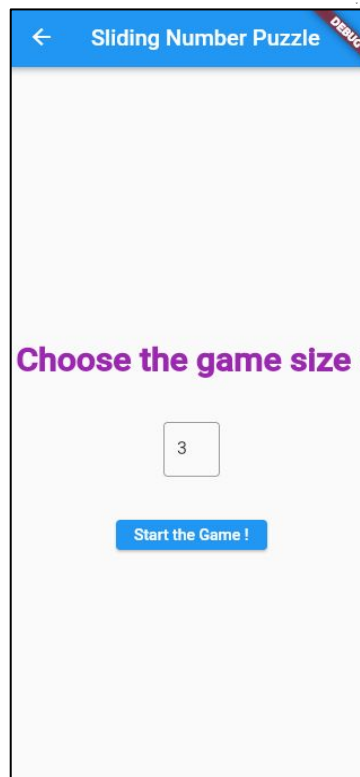 Sliding Number Puzzle
DEBUG
Choose the game size
3
Start the Game !